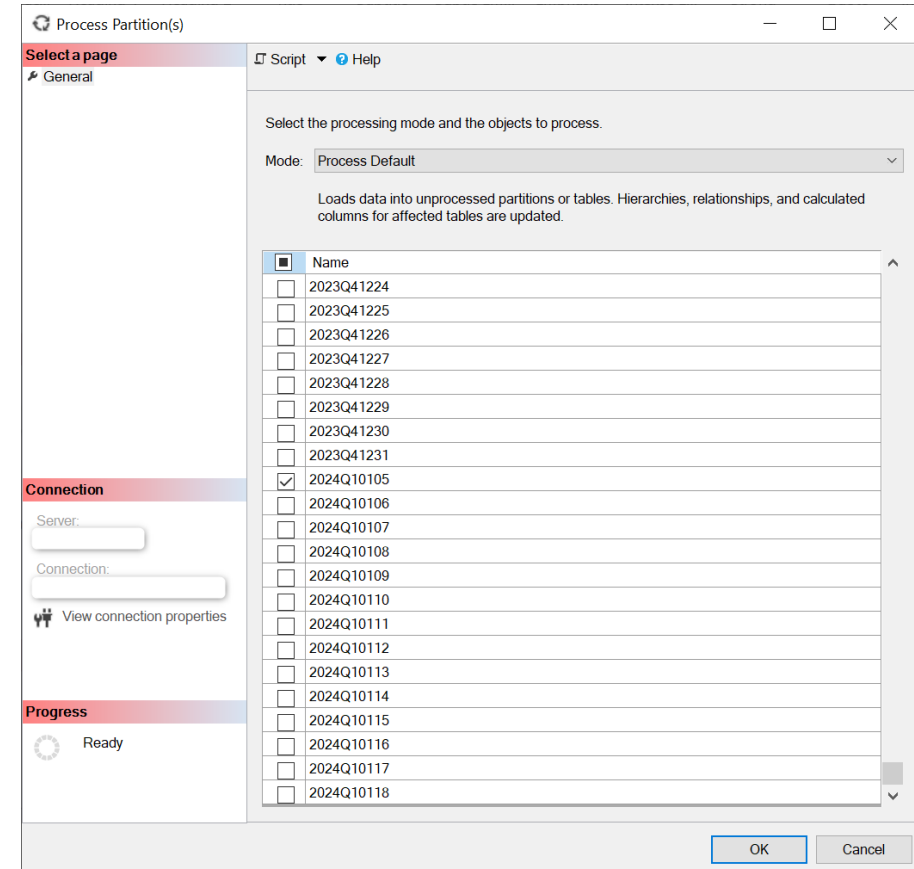 Process Partition(s)
Select a page
General
Script
Help
Select the processing mode and the objects to process.
Mode: Process Default
Loads data into unprocessed partitions or tables. Hierarchies, relationships, and calculated
columns for affected tables are updated.
Name
2023Q41224
2023Q41225
2023Q41226
2023Q41227
2023Q41228
2023Q41229
2023Q41230
2023Q41231
2024Q10105
2024Q10106
2024Q10107
2024Q10108
2024Q10109
2024Q10110
2024Q10111
2024Q10112
2024Q10113
2024Q10114
2024Q10115
2024Q10116
2024Q10117
2024Q10118
Connection
Server:
Connection:
View connection properties
Progress
Ready
OK
Cancel